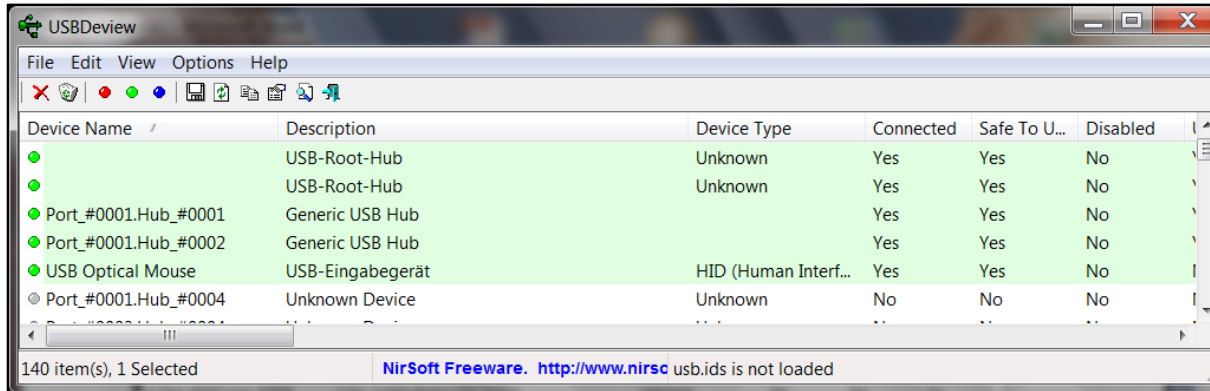 USBDeview
File Edit View Options Help
Device Name / Description Device Type Connected Safe To U... Disabled
USB-Root-Hub Unknown Yes Yes No
USB-Root-Hub Unknown Yes Yes No
Port_#0001.Hub_#0001 Generic USB Hub Yes Yes No
Port_#0001.Hub_#0002 Generic USB Hub Yes Yes No
USB Optical Mouse USB-Eingabegerät HID (Human Interf... Yes Yes No
Port_#0001.Hub_#0004 Unknown Device Unknown No No No
140 item(s), 1 Selected NirSoft Freeware. http://www.nirsc usb.ids is not loaded